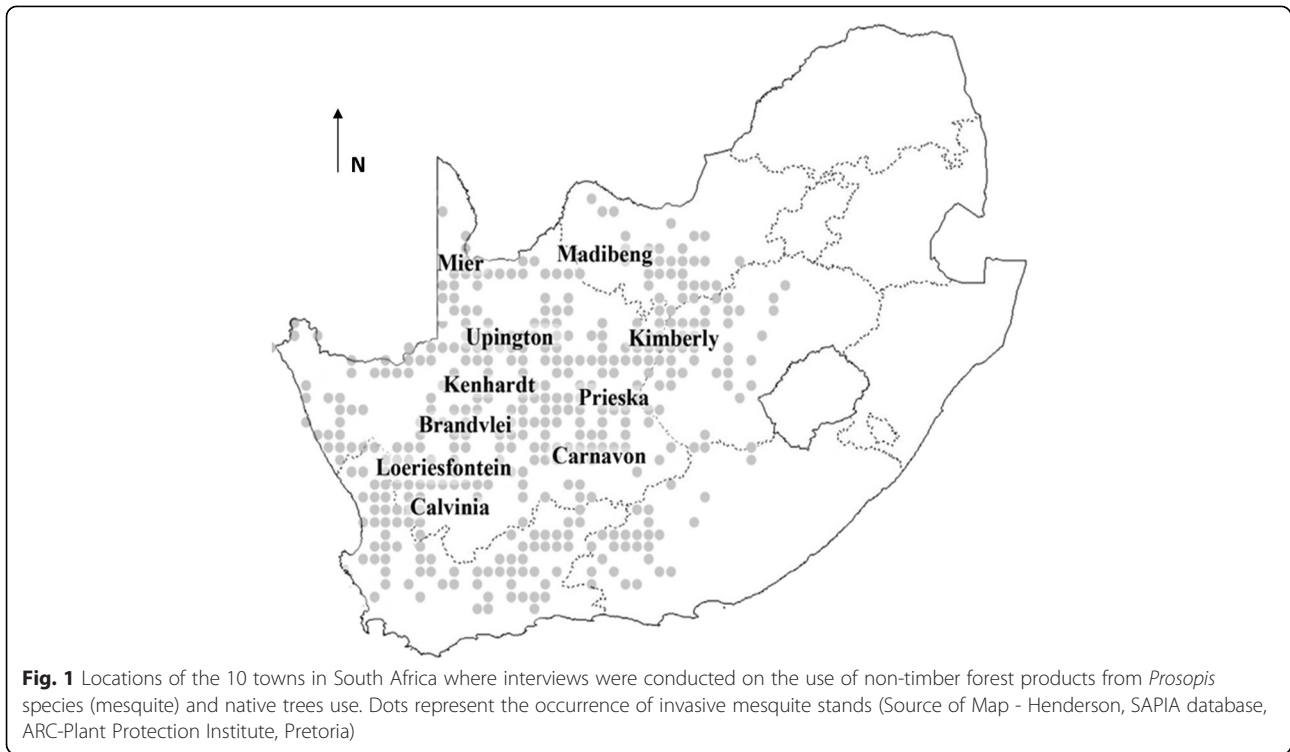 N
Mier
Madibeng
Upington
Kimberly
Kenhardt
Prieska
Brandvlei
Carnavon
Loeriesfontein
Calvinia
Fig. 1 Locations of the 10 towns in South Africa where interviews were conducted on the use of non-timber forest products from Prosopis
species (mesquite) and native trees use. Dots represent the occurrence of invasive mesquite stands (Source of Map - Henderson, SAPIA database,
ARC-Plant Protection Institute, Pretoria)